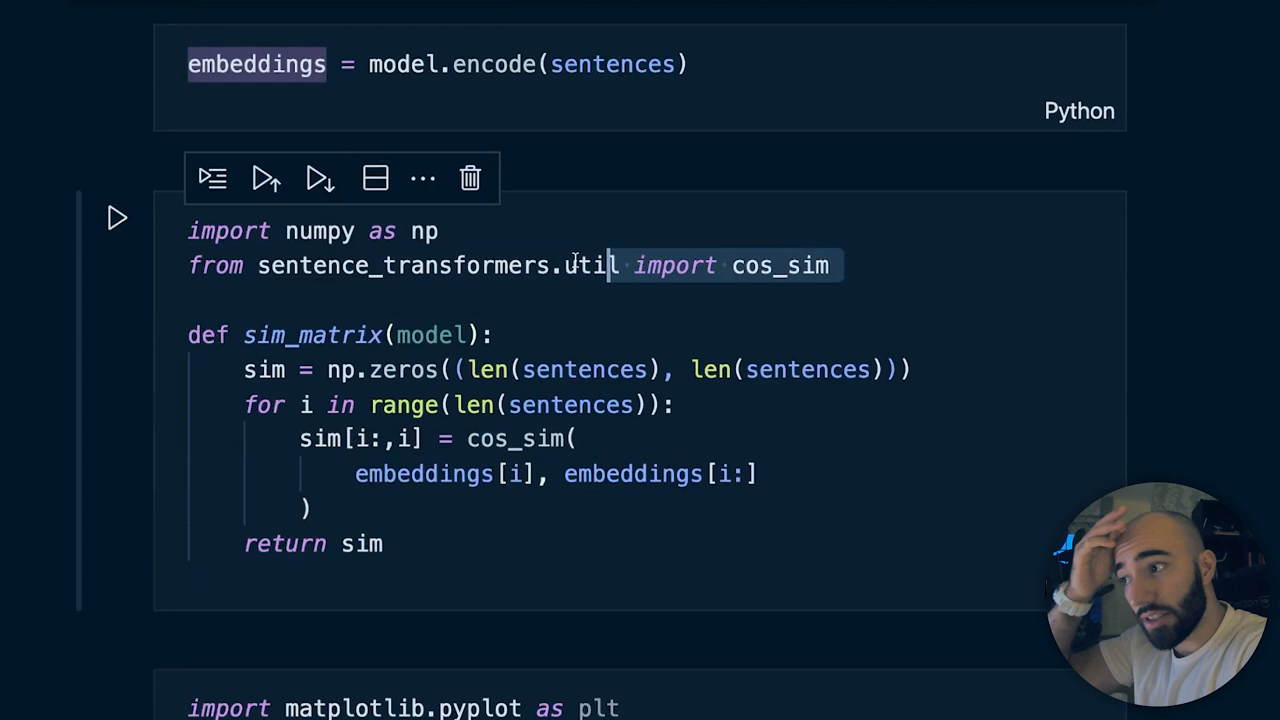 embeddings = model.encode(sentences)
Python
import numpy as np
from sentence_transformers.util import cos_sim
def sim_matrix(model):
    sim = np.zeros((len(sentences), len(sentences)))
    for i in range(len(sentences)):
        sim[i:,i] = cos_sim(
            embeddings[i], embeddings[i:]
        )
    return sim
import matplotlib.pyplot as plt